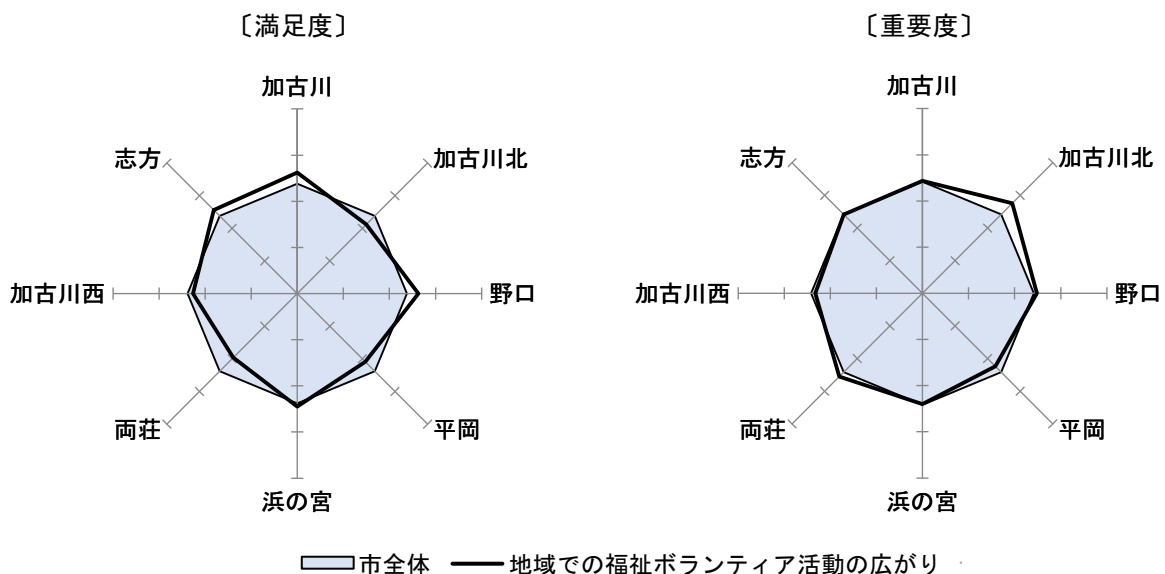 〔満足度〕
加古川
加古川北
野口
平岡
浜の宮
両荘
加古川西
志方
〔重要度〕
加古川
加古川北
野口
平岡
浜の宮
両荘
加古川西
志方
市全体 地域での福祉ボランティア活動の広がり